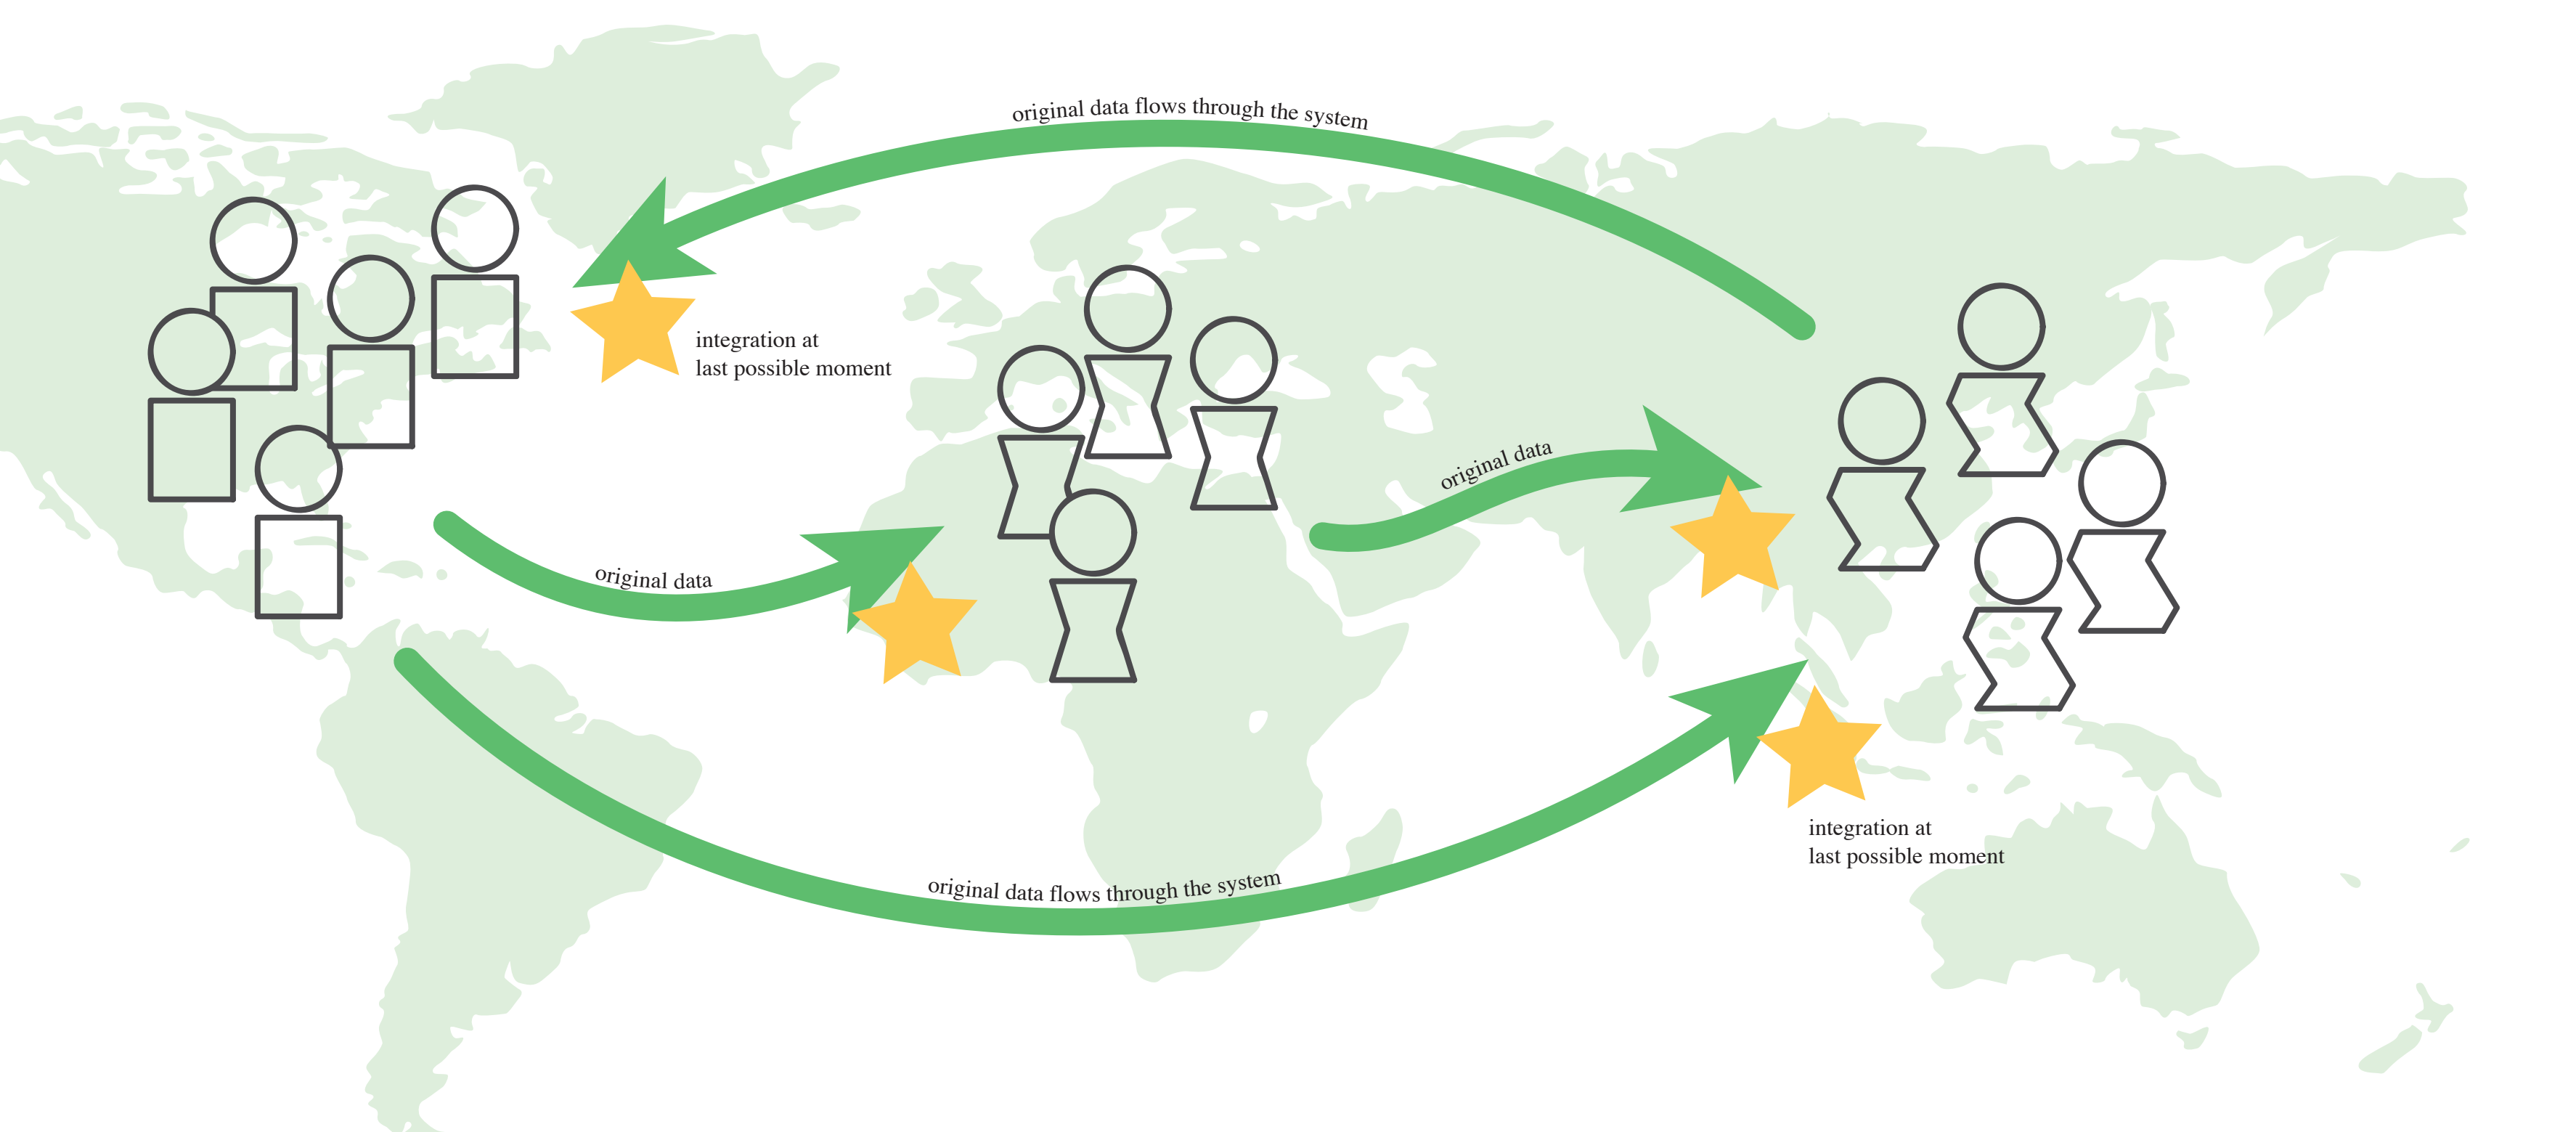 original data flows through the system
integration at
last possible moment
original data
original data
integration at
last possible moment
original data flows through the system